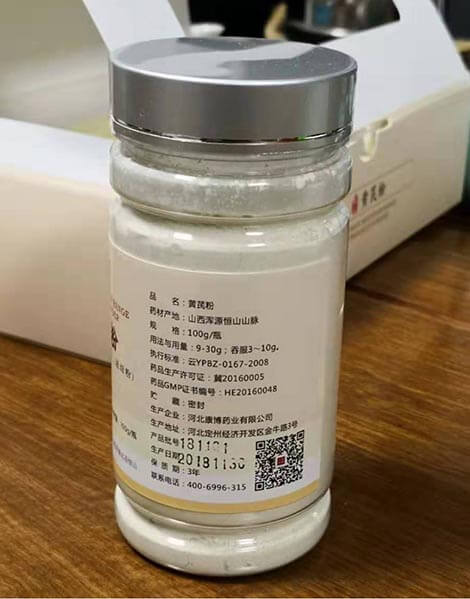 品　　名：黄芪粉
药材产地：山西浑源恒山山脉
规　　格：100g/瓶
用法与用量：9-30g；吞服3~10g。
执行标准：云YPBZ-0167-2008
药品生产许可证：冀20160005
药品GMP证书编号：HE20160048
贮　　藏：密封
生产企业：河北康博药业有限公司
生产地址：河北定州经济开发区金牛路3号
产品批号 181101
生产日期 20181130
保 质 期：3年
联系电话：400-6996-315
黄芪粉